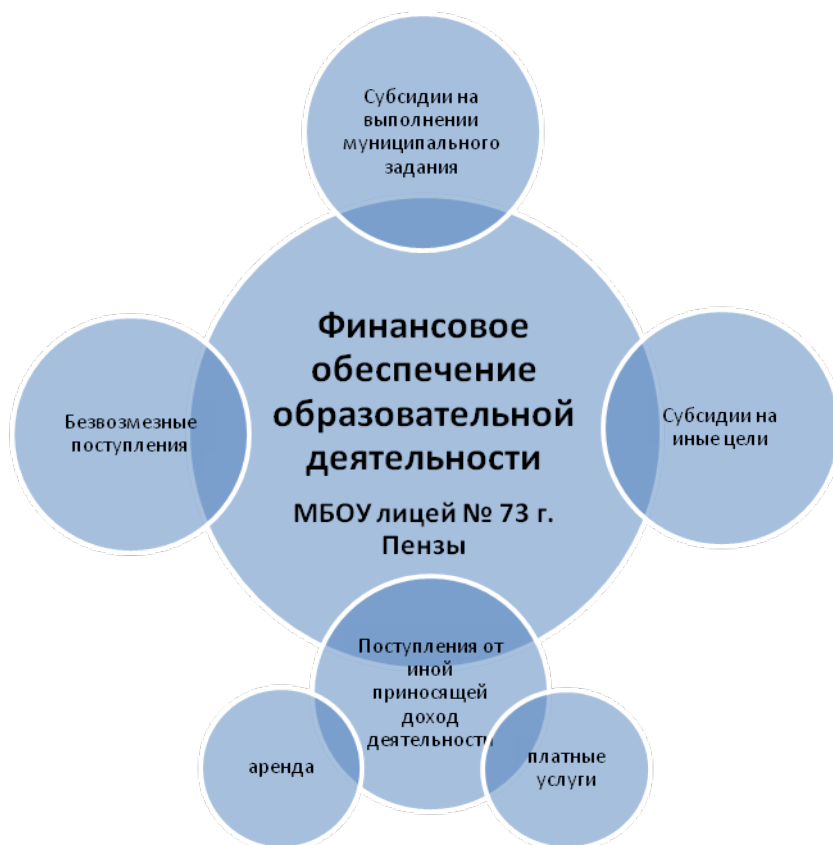 Субсидии на
выполнении
муниципального
задания
Финансовое
обеспечение
образовательной
деятельности
МБОУ лицей № 73 г.
Пензы
Безвозмезные
поступления
Субсидии на
иные цели
Поступления от
иной
приносящей
доход
деятельности
аренда
платные
услуги